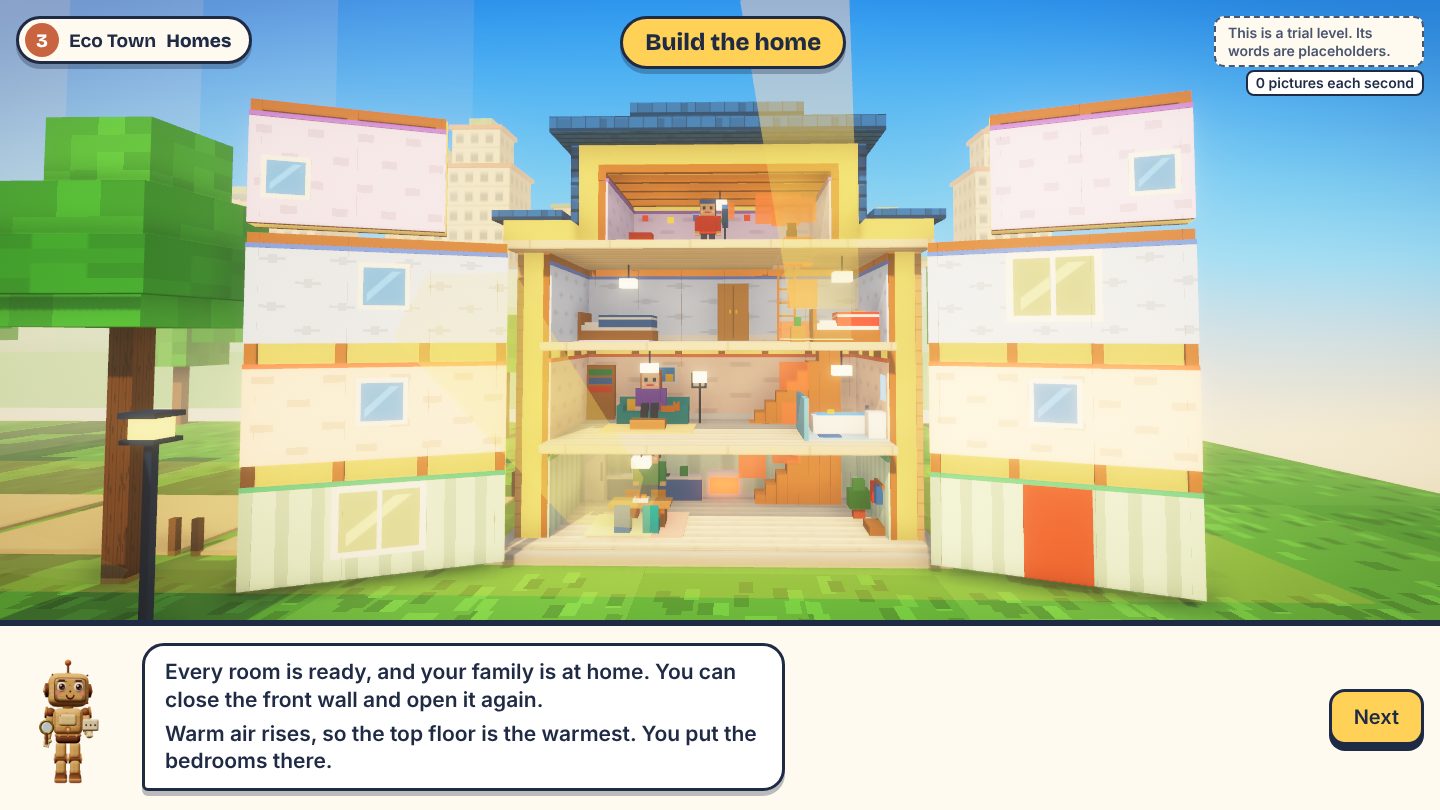 3 Eco Town Homes
Build the home
This is a trial level. Its
words are placeholders.
0 pictures each second
Every room is ready, and your family is at home. You can
close the front wall and open it again.
Warm air rises, so the top floor is the warmest. You put the
bedrooms there.
Next